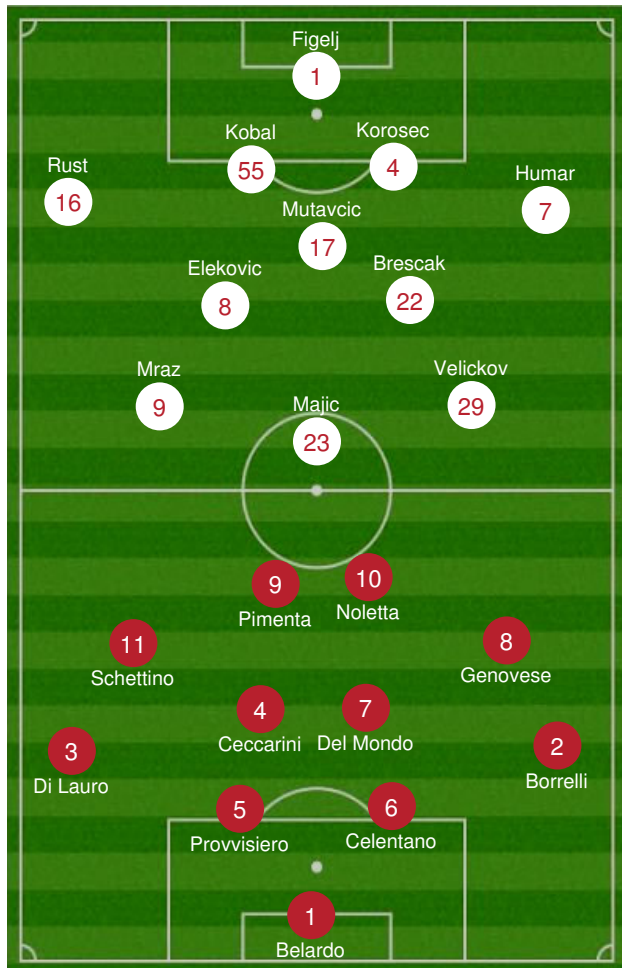 Figelj
1
Kobal
55
Korosec
4
Rust
16
Humar
7
Mutavcic
17
Elekovic
8
Brescak
22
Mraz
9
Velickov
29
Majic
23
9
Pimenta
10
Noletta
11
Schettino
8
Genovese
4
Ceccarini
7
Del Mondo
3
Di Lauro
2
Borrelli
5
Provvisiero
6
Celentano
1
Belardo